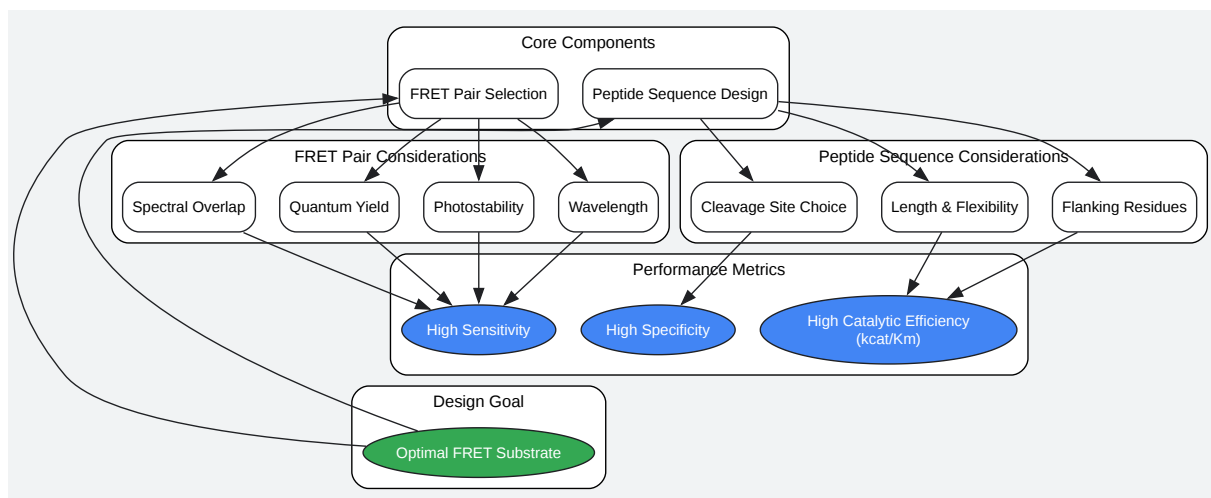 Core Components
FRET Pair Selection
Peptide Sequence Design
FRET Pair Considerations
Peptide Sequence Considerations
Spectral Overlap
Quantum Yield
Photostability
Wavelength
Cleavage Site Choice
Length & Flexibility
Flanking Residues
Performance Metrics
High Sensitivity
High Specificity
High Catalytic Efficiency
(kcat/Km)
Design Goal
Optimal FRET Substrate